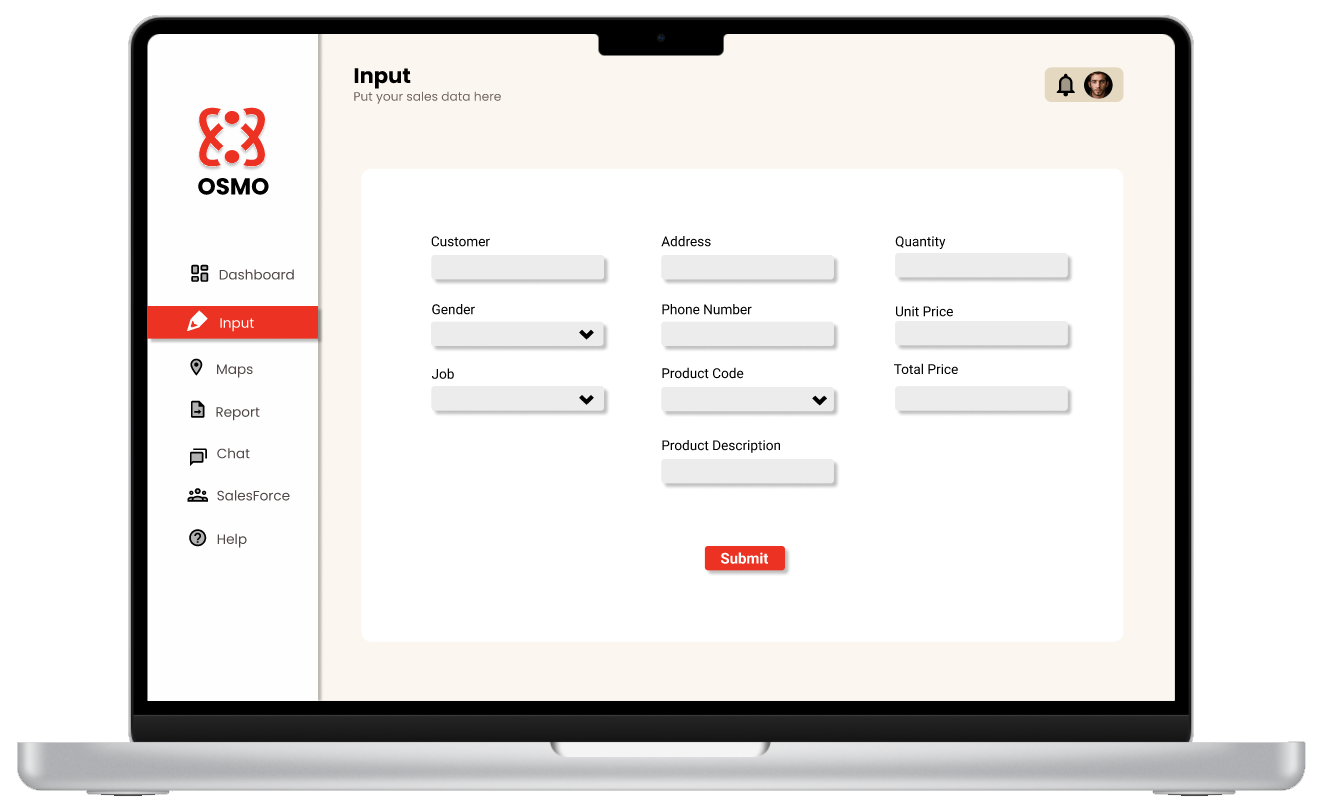 OSMO
Dashboard
Input
Maps
Report
Chat
SalesForce
Help
Input
Put your sales data here
Customer
Address
Quantity
Gender
Phone Number
Unit Price
Job
Product Code
Total Price
Product Description
Submit